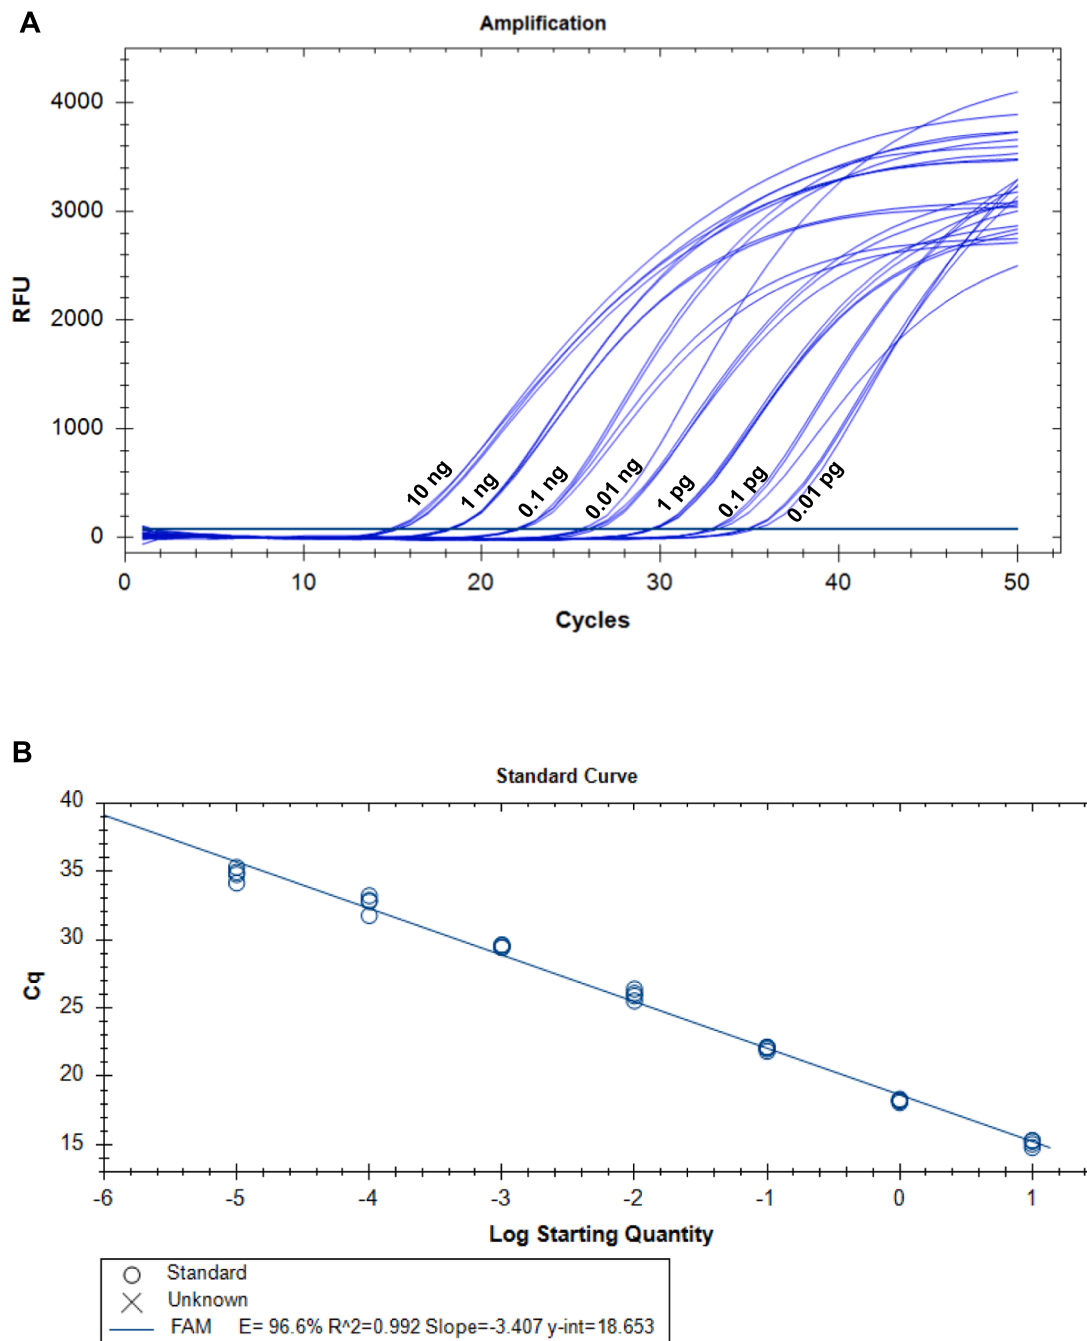 A
Amplification
4000
3000
2000
1000
0
RFU
10 ng
1 ng
0.1 ng
0.01 ng
1 pg
0.1 pg
0.01 pg
0 10 20 30 40 50
Cycles
B
Standard Curve
40
35
30
25
20
15
Cq
-6 -5 -4 -3 -2 -1 0 1
Log Starting Quantity
Standard
Unknown
FAM E= 96.6% R^2=0.992 Slope=-3.407 y-int=18.653